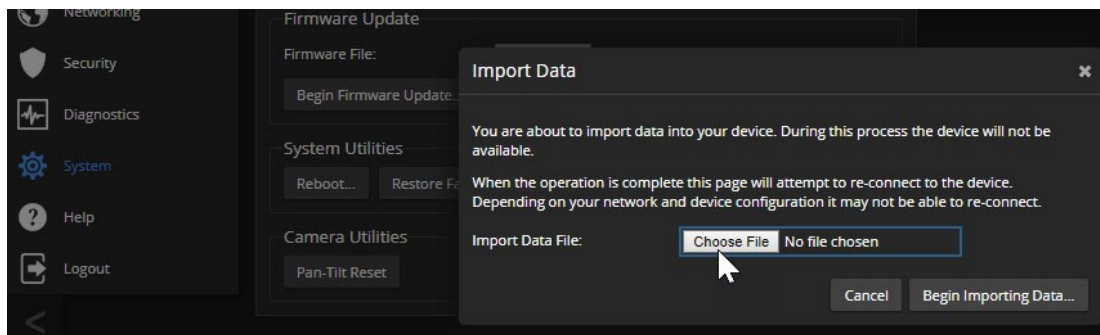 Networking
Security
Diagnostics
System
Help
Logout
Firmware Update
Firmware File:
Begin Firmware Update...
System Utilities
Reboot...
Restore
Camera Utilities
Pan-Tilt Reset
Import Data
You are about to import data into your device. During this process the device will not be
available.
When the operation is complete this page will attempt to re-connect to the device.
Depending on your network and device configuration it may not be able to re-connect.
Import Data File:
Choose File
No file chosen
Cancel
Begin Importing Data...